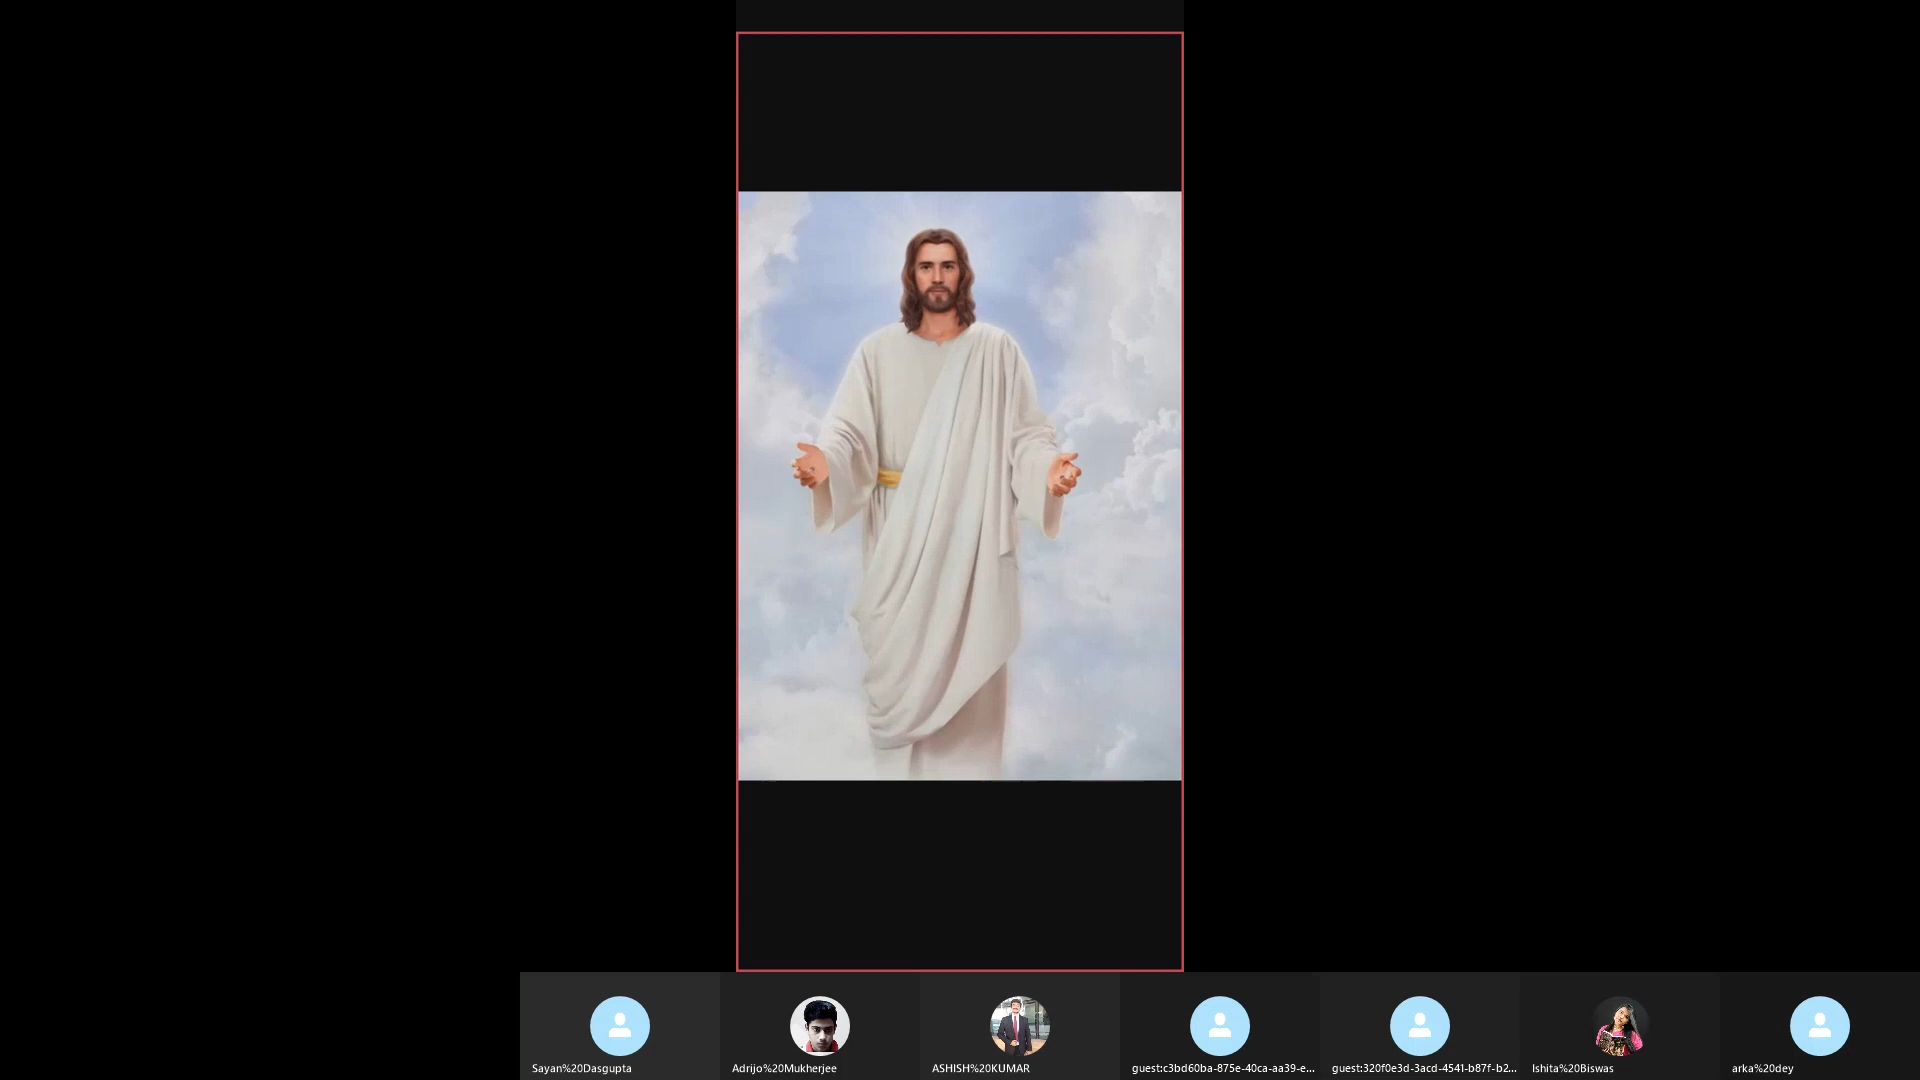 Sayan%20Dasgupta
Adrijo%20Mukherjee
ASHISH%20KUMAR
guest:c3bd60ba-875e-40ca-aa39-e...
guest:320f0e3d-3acd-4541-b87f-b2...
Ishita%20Biswas
arka%20dey